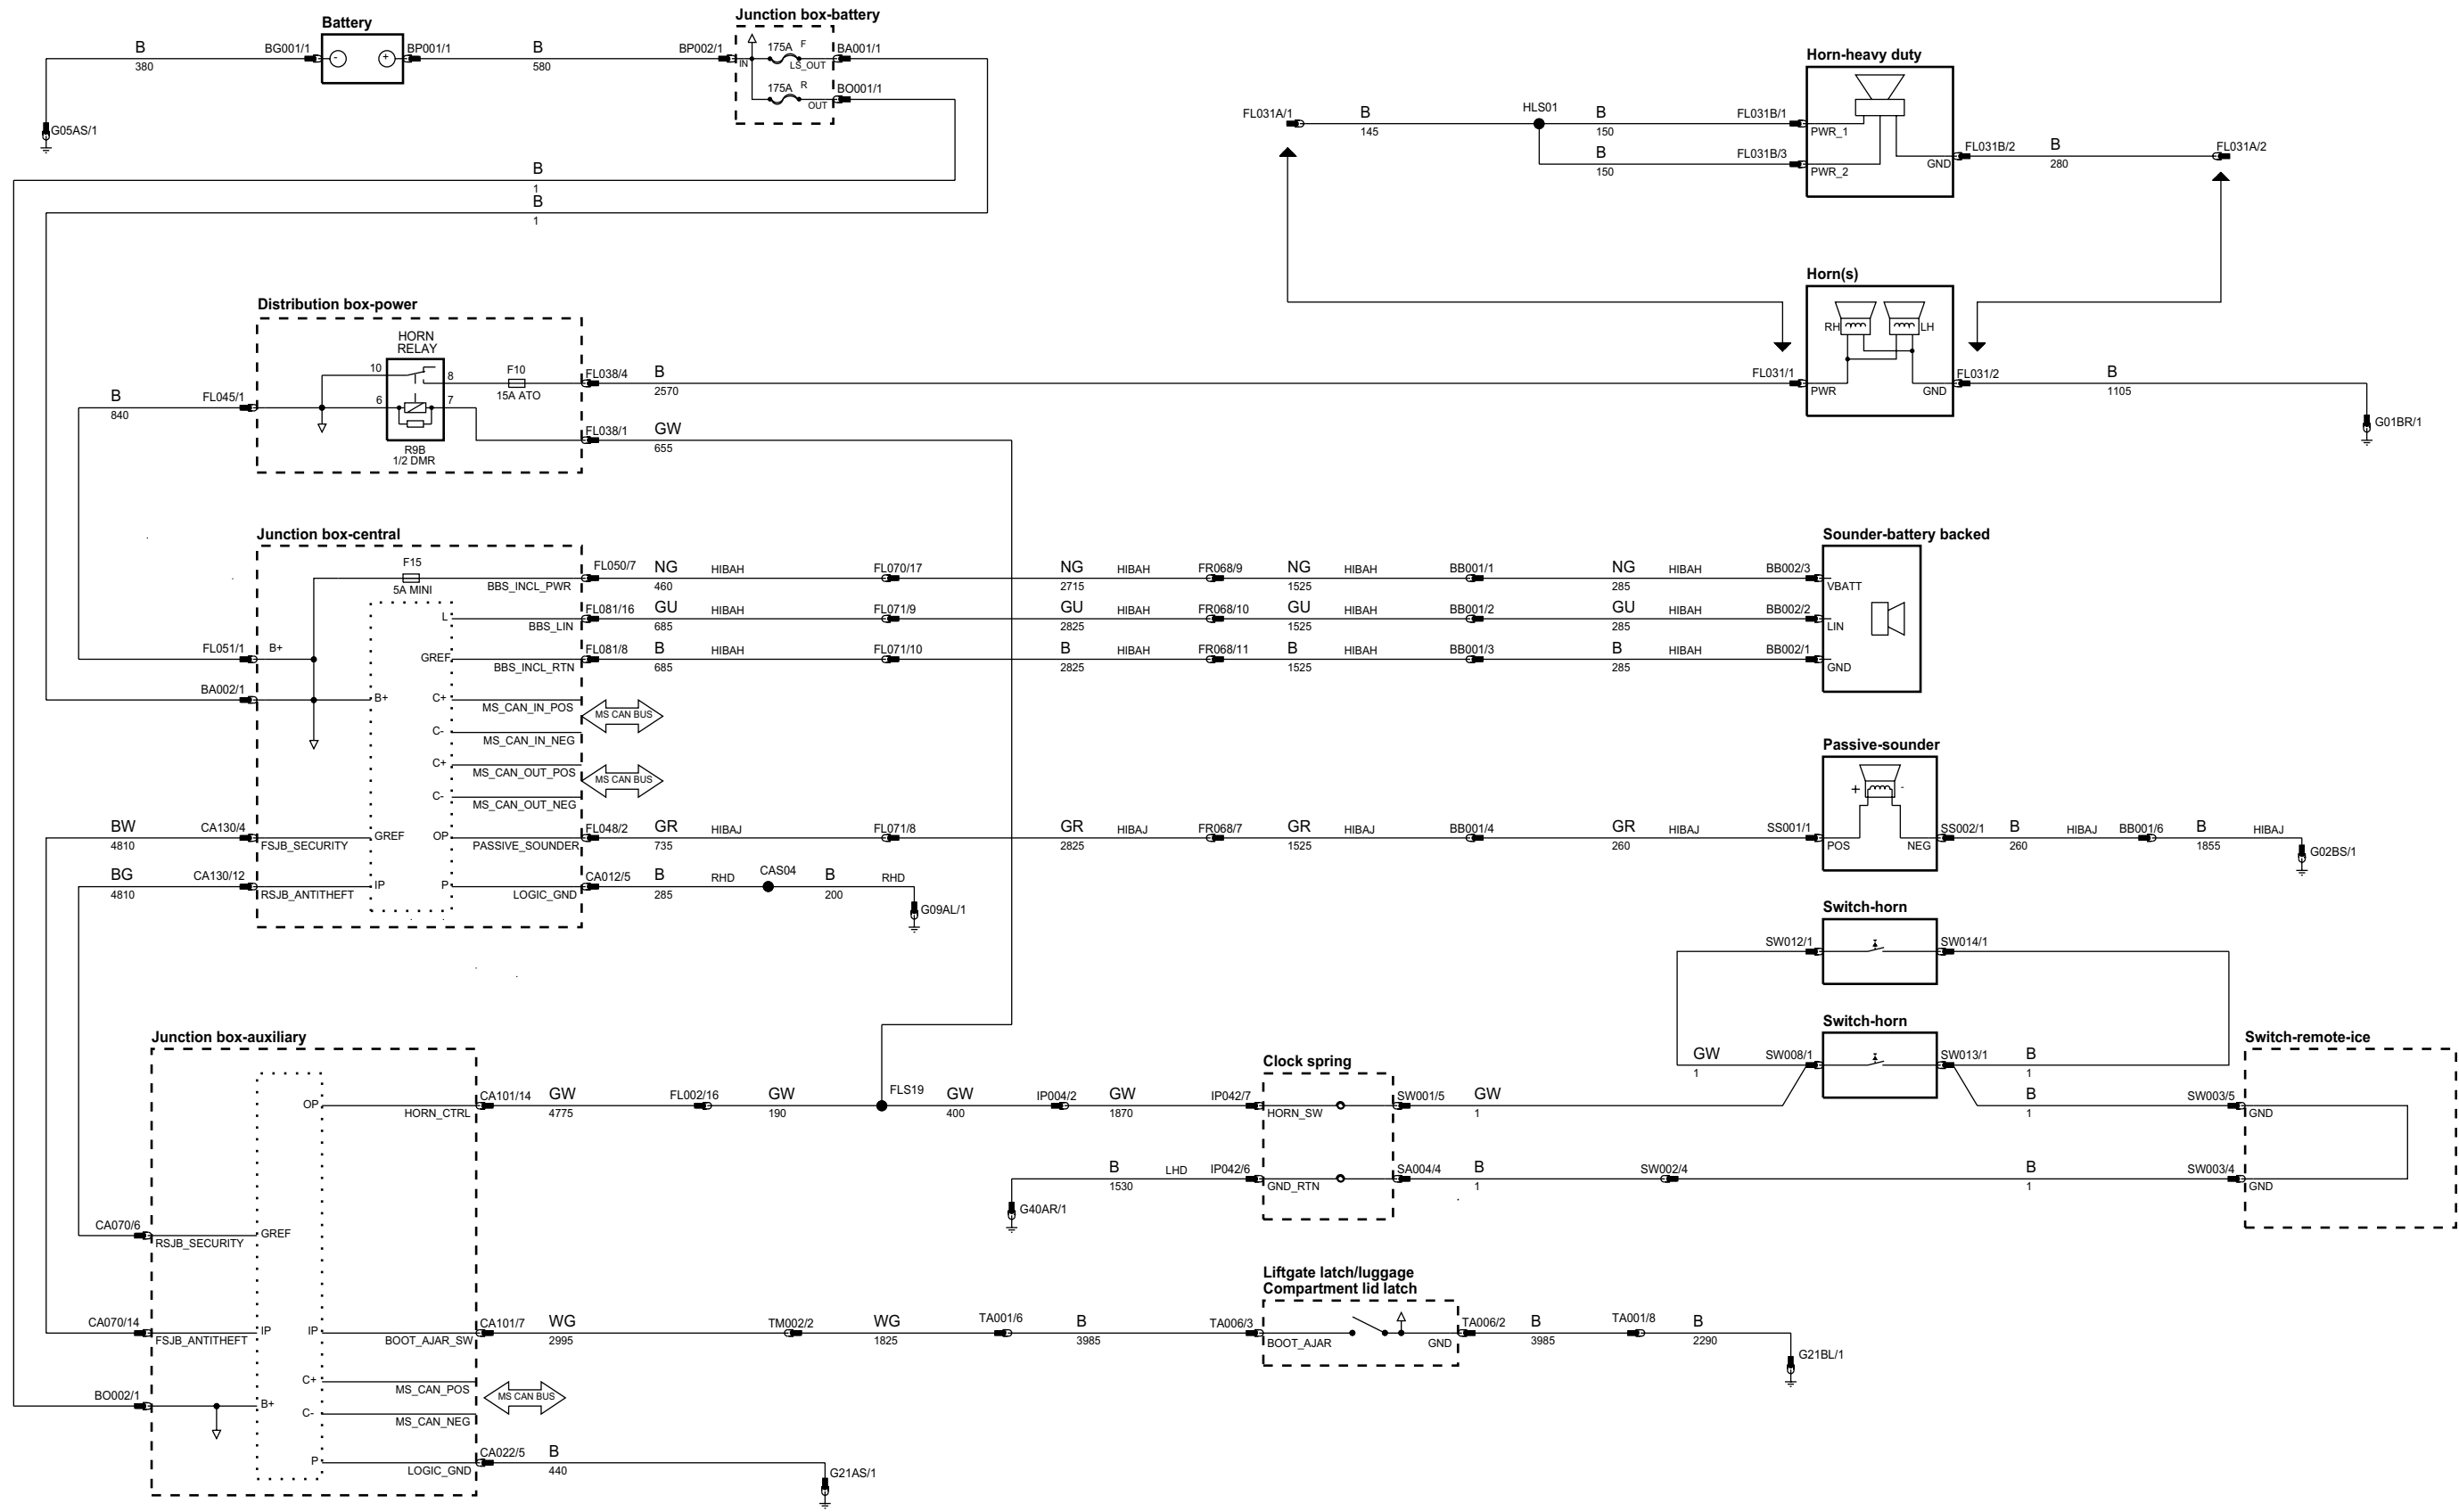 Battery
Junction box-battery
B
380
BG001/1
-
+
BP001/1
B
580
BP002/1
IN
175A F
LS_OUT
BA001/1
175A R
OUT
BO001/1
G05AS/1
B
1
B
1
Horn-heavy duty
FL031A/1
B
145
HLS01
B
150
FL031B/1
PWR_1
B
150
FL031B/3
PWR_2
GND
FL031B/2
B
280
FL031A/2
Horn(s)
RH
LH
FL031/1
PWR
GND
FL031/2
B
1105
G01BR/1
Distribution box-power
HORN
RELAY
10
8
F10
15A ATO
FL038/4
B
2570
B
840
FL045/1
6
7
R9B
1/2 DMR
FL038/1
GW
655
Junction box-central
F15
5A MINI
BBS_INCL_PWR
FL050/7
NG
460
HIBAH
FL070/17
NG
2715
HIBAH
FR068/9
NG
1525
HIBAH
BB001/1
NG
285
HIBAH
BB002/3
VBATT
Sounder-battery backed
L
BBS_LIN
FL081/16
GU
685
HIBAH
FL071/9
GU
2825
HIBAH
FR068/10
GU
1525
HIBAH
BB001/2
GU
285
HIBAH
BB002/2
LIN
FL051/1
B+
GREF
BBS_INCL_RTN
FL081/8
B
685
HIBAH
FL071/10
B
2825
HIBAH
FR068/11
B
1525
HIBAH
BB001/3
B
285
HIBAH
BB002/1
GND
BA002/1
B+
C+
MS_CAN_IN_POS
MS CAN BUS
C-
MS_CAN_IN_NEG
C+
MS_CAN_OUT_POS
MS CAN BUS
C-
MS_CAN_OUT_NEG
Passive-sounder
+
-
BW
4810
CA130/4
FSJB_SECURITY
GREF
OP
PASSIVE_SOUNDER
FL048/2
GR
735
HIBAJ
FL071/8
GR
2825
HIBAJ
FR068/7
GR
1525
HIBAJ
BB001/4
GR
260
HIBAJ
SS001/1
POS
NEG
SS002/1
B
260
HIBAJ
BB001/6
B
1855
HIBAJ
G02BS/1
BG
4810
CA130/12
RSJB_ANTITHEFT
IP
P
LOGIC_GND
CA012/5
B
285
RHD
CAS04
B
200
RHD
G09AL/1
Switch-horn
SW012/1
SW014/1
Switch-horn
GW
1
SW008/1
SW013/1
B
1
Switch-remote-ice
Junction box-auxiliary
Clock spring
OP
HORN_CTRL
CA101/14
GW
4775
FL002/16
GW
190
FLS19
GW
400
IP004/2
GW
1870
IP042/7
HORN_SW
SW001/5
GW
1
B
1
SW003/5
GND
B
1530
LHD
IP042/6
GND_RTN
SA004/4
B
1
SW002/4
B
1
SW003/4
GND
G40AR/1
CA070/6
RSJB_SECURITY
GREF
Liftgate latch/luggage
Compartment lid latch
CA070/14
FSJB_ANTITHEFT
IP
IP
BOOT_AJAR_SW
CA101/7
WG
2995
TM002/2
WG
1825
TA001/6
B
3985
TA006/3
BOOT_AJAR
GND
TA006/2
B
3985
TA001/8
B
2290
G21BL/1
C+
MS_CAN_POS
MS CAN BUS
BO002/1
B+
C-
MS_CAN_NEG
P
LOGIC_GND
CA022/5
B
440
G21AS/1